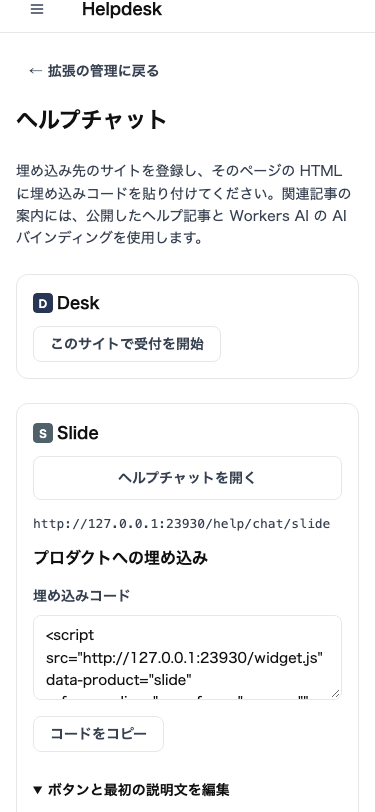 Helpdesk
← 拡張の管理に戻る
ヘルプチャット
埋め込み先のサイトを登録し、そのページの HTML
に埋め込みコードを貼り付けてください。関連記事の
案内には、公開したヘルプ記事と Workers AI の AI
バインディングを使用します。
D Desk
このサイトで受付を開始
S Slide
ヘルプチャットを開く
http://127.0.0.1:23930/help/chat/slide
プロダクトへの埋め込み
埋め込みコード
<script
src="http://127.0.0.1:23930/widget.js"
data-product="slide"
コードをコピー
▼ ボタンと最初の説明文を編集